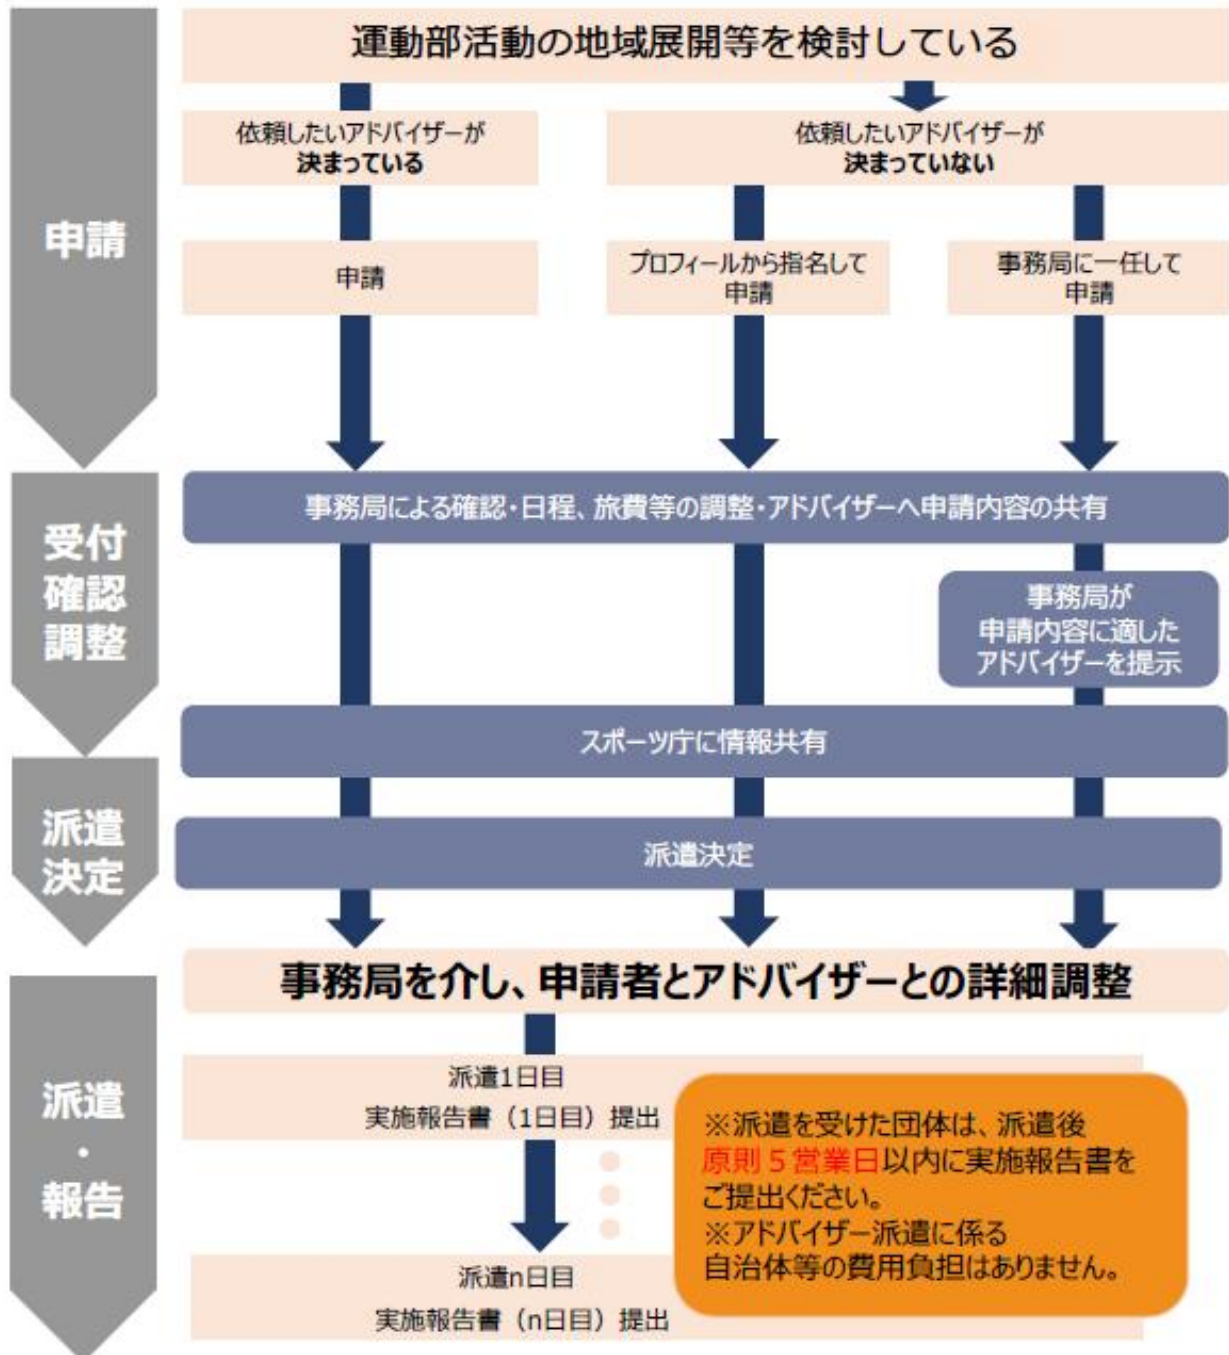 運動部活動の地域展開等を検討している
依頼したいアドバイザーが
決まっている
依頼したいアドバイザーが
決まっていない
申請
申請
プロフィールから指名して
申請
事務局に一任して
申請
受付
確認
調整
事務局による確認・日程、旅費等の調整・アドバイザーへ申請内容の共有
事務局が
申請内容に適した
アドバイザーを提示
スポーツ庁に情報共有
派遣
決定
派遣決定
事務局を介し、申請者とアドバイザーとの詳細調整
派遣
・
報告
派遣1日目
実施報告書（1日目）提出
※派遣を受けた団体は、派遣後
原則５営業日以内に実施報告書を
ご提出ください。
※アドバイザー派遣に係る
自治体等の費用負担はありません。
派遣n日目
実施報告書（n日目）提出